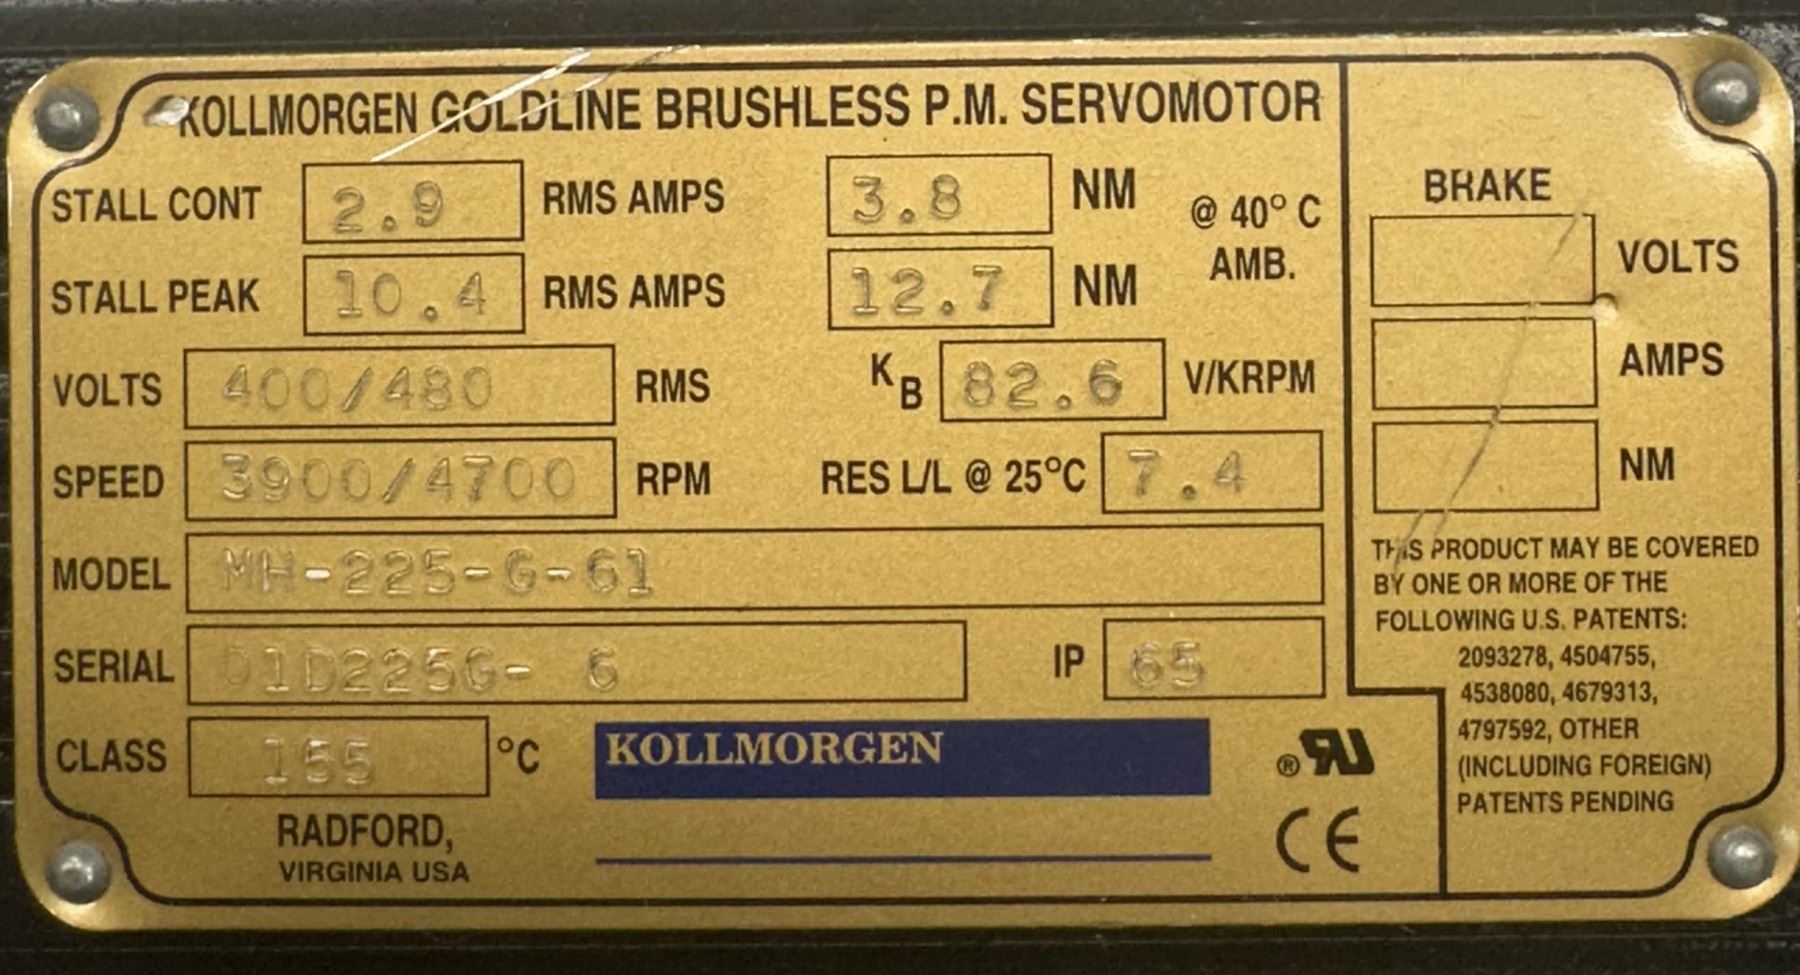 KOLLMORGEN GOLDLINE BRUSHLESS P.M. SERVOMOTOR
STALL CONT 2.9 RMS AMPS 3.8 NM @ 40° C
STALL PEAK 10.4 RMS AMPS 12.7 NM AMB.
VOLTS 400/480 RMS KB 82.6 V/KRPM
SPEED 3900/4700 RPM RES L/L @ 25°C 7.4
MODEL MH-225-G-61
SERIAL 01D225G- 6 IP 65
CLASS 155 °C KOLLMORGEN ® RU
RADFORD,
VIRGINIA USA
CE
BRAKE
VOLTS
AMPS
NM
THIS PRODUCT MAY BE COVERED
BY ONE OR MORE OF THE
FOLLOWING U.S. PATENTS:
2093278, 4504755,
4538080, 4679313,
4797592, OTHER
(INCLUDING FOREIGN)
PATENTS PENDING